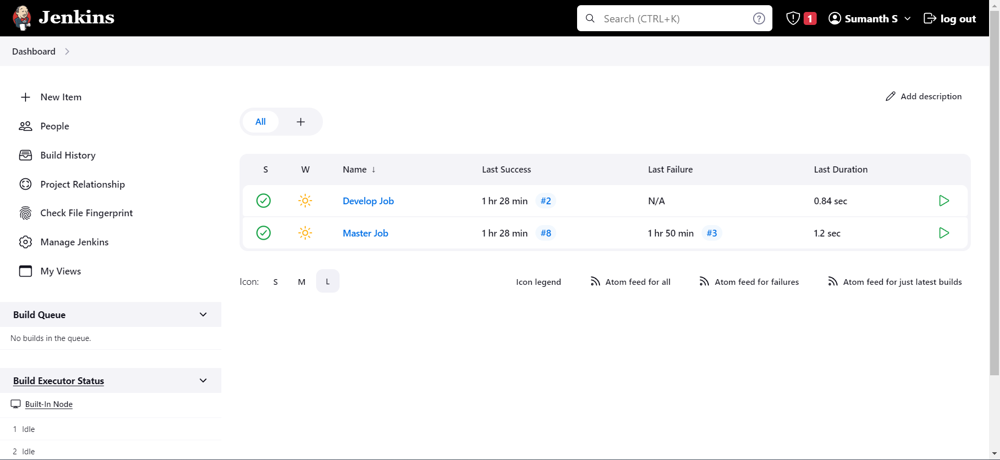 Jenkins
Search (CTRL+K)
1
Sumanth S
log out
Dashboard
New Item
People
Build History
Project Relationship
Check File Fingerprint
Manage Jenkins
My Views
Build Queue
No builds in the queue.
Build Executor Status
Built-In Node
1 Idle
2 Idle
Add description
All
S W Name ↓ Last Success Last Failure Last Duration
Develop Job 1 hr 28 min #2 N/A 0.84 sec
Master Job 1 hr 28 min #8 1 hr 50 min #3 1.2 sec
Icon: S M L Icon legend Atom feed for all Atom feed for failures Atom feed for just latest builds